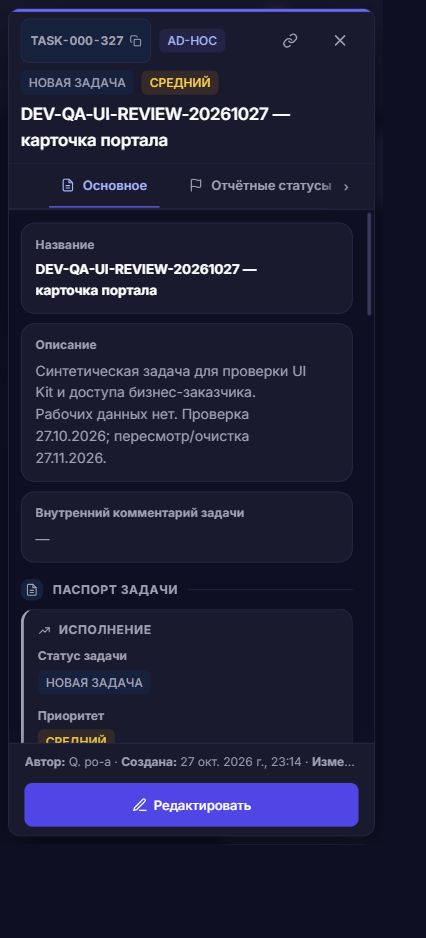 TASK-000-327
AD-HOC
НОВАЯ ЗАДАЧА
СРЕДНИЙ
DEV-QA-UI-REVIEW-20261027 —
карточка портала
Основное
Отчётные статусы
Название
DEV-QA-UI-REVIEW-20261027 —
карточка портала
Описание
Синтетическая задача для проверки UI
Kit и доступа бизнес-заказчика.
Рабочих данных нет. Проверка
27.10.2026; пересмотр/очистка
27.11.2026.
Внутренний комментарий задачи
—
ПАСПОРТ ЗАДАЧИ
ИСПОЛНЕНИЕ
Статус задачи
НОВАЯ ЗАДАЧА
Приоритет
СРЕДНИЙ
Автор: Q. po-a · Создана: 27 окт. 2026 г., 23:14 · Изме...
Редактировать